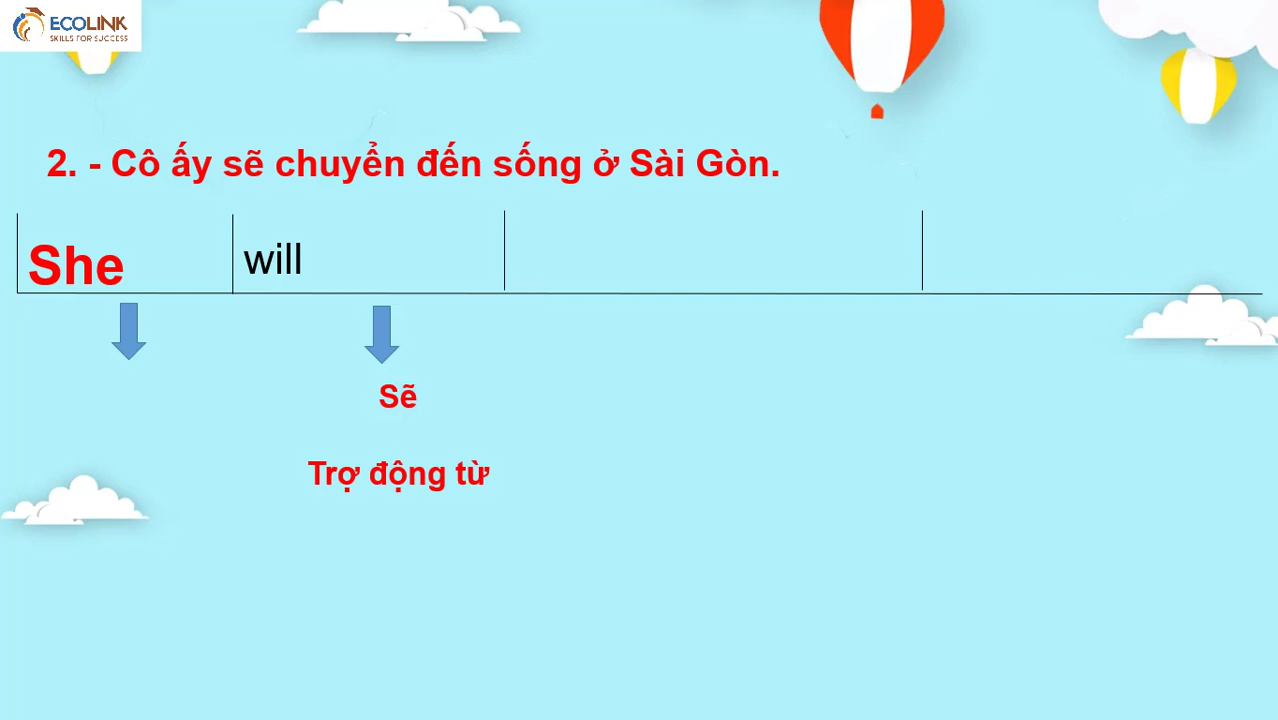 ECOLINK
SKILLS FOR SUCCESS
2. - Cô ấy sẽ chuyển đến sống ở Sài Gòn.
She will
Sẽ
Trợ động từ